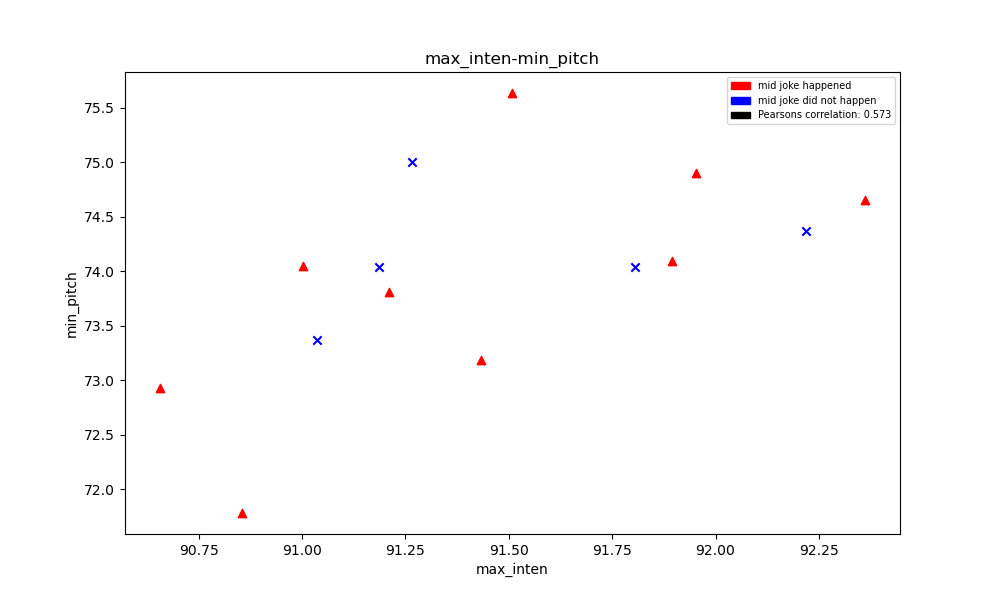 max_inten-min_pitch
mid joke happened
mid joke did not happen
Pearsons correlation: 0.573
75.5
75.0
74.5
74.0
73.5
73.0
72.5
72.0
min_pitch
90.75 91.00 91.25 91.50 91.75 92.00 92.25
max_inten